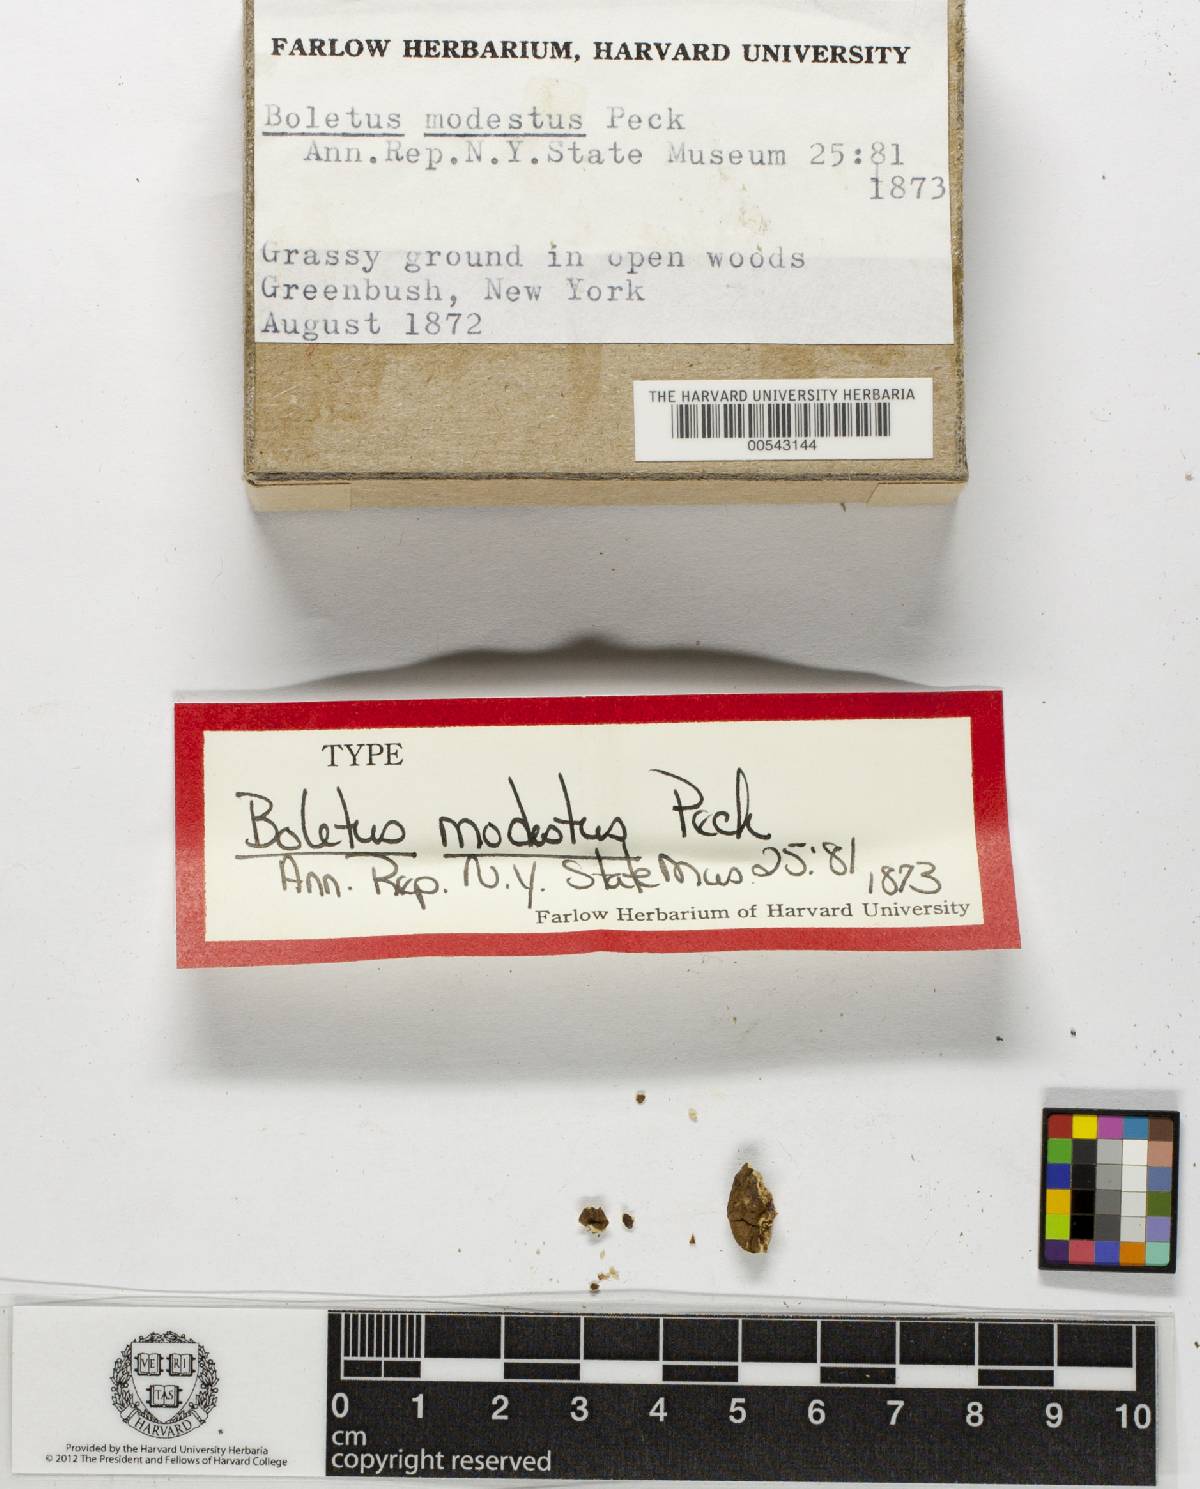 FARLOW HERBARIUM, HARVARD UNIVERSITY
Boletus modestus Peck
Ann.Rep.N.Y.State Museum 25:81
1873
Grassy ground in open woods
Greenbush, New York
August 1872
THE HARVARD UNIVERSITY HERBARIA
00543144
TYPE
Boletus modestus Peck
Ann. Rep. N.Y. State Mus. 25:81 1873
Farlow Herbarium of Harvard University
VE RI
TAS
HARVARD
Provided by the Harvard University Herbaria
© 2012 The President and Fellows of Harvard College
0 1 2 3 4 5 6 7 8 9 10
cm
copyright reserved